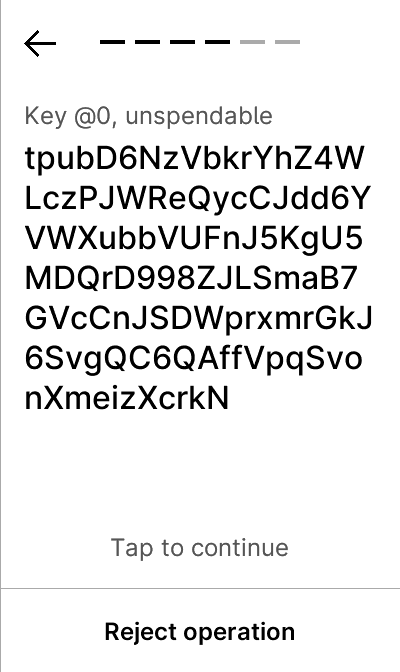 Key @0, unspendable
tpubD6NzVbkrYhZ4W
LczPJWReQycCJdd6Y
VWXubbVUFnJ5KgU5
MDQrD998ZJLSmaB7
GVcCnJSDWprxmrGkJ
6SvgQC6QAffVpqSvo
nXmeizXcrkN
Tap to continue
Reject operation